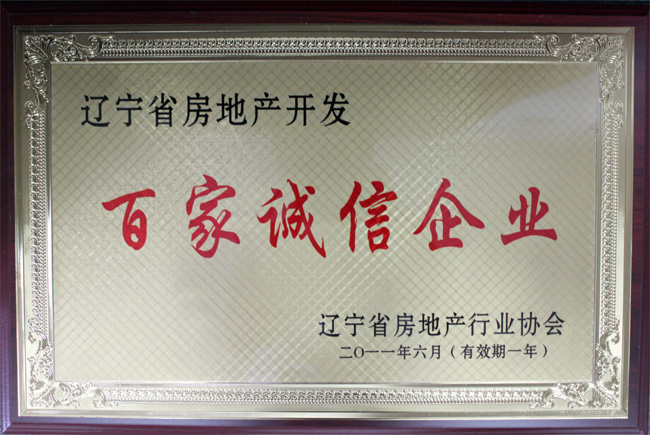 辽宁省房地产开发
百家诚信企业
辽宁省房地产行业协会
二〇一一年六月（有效期一年）